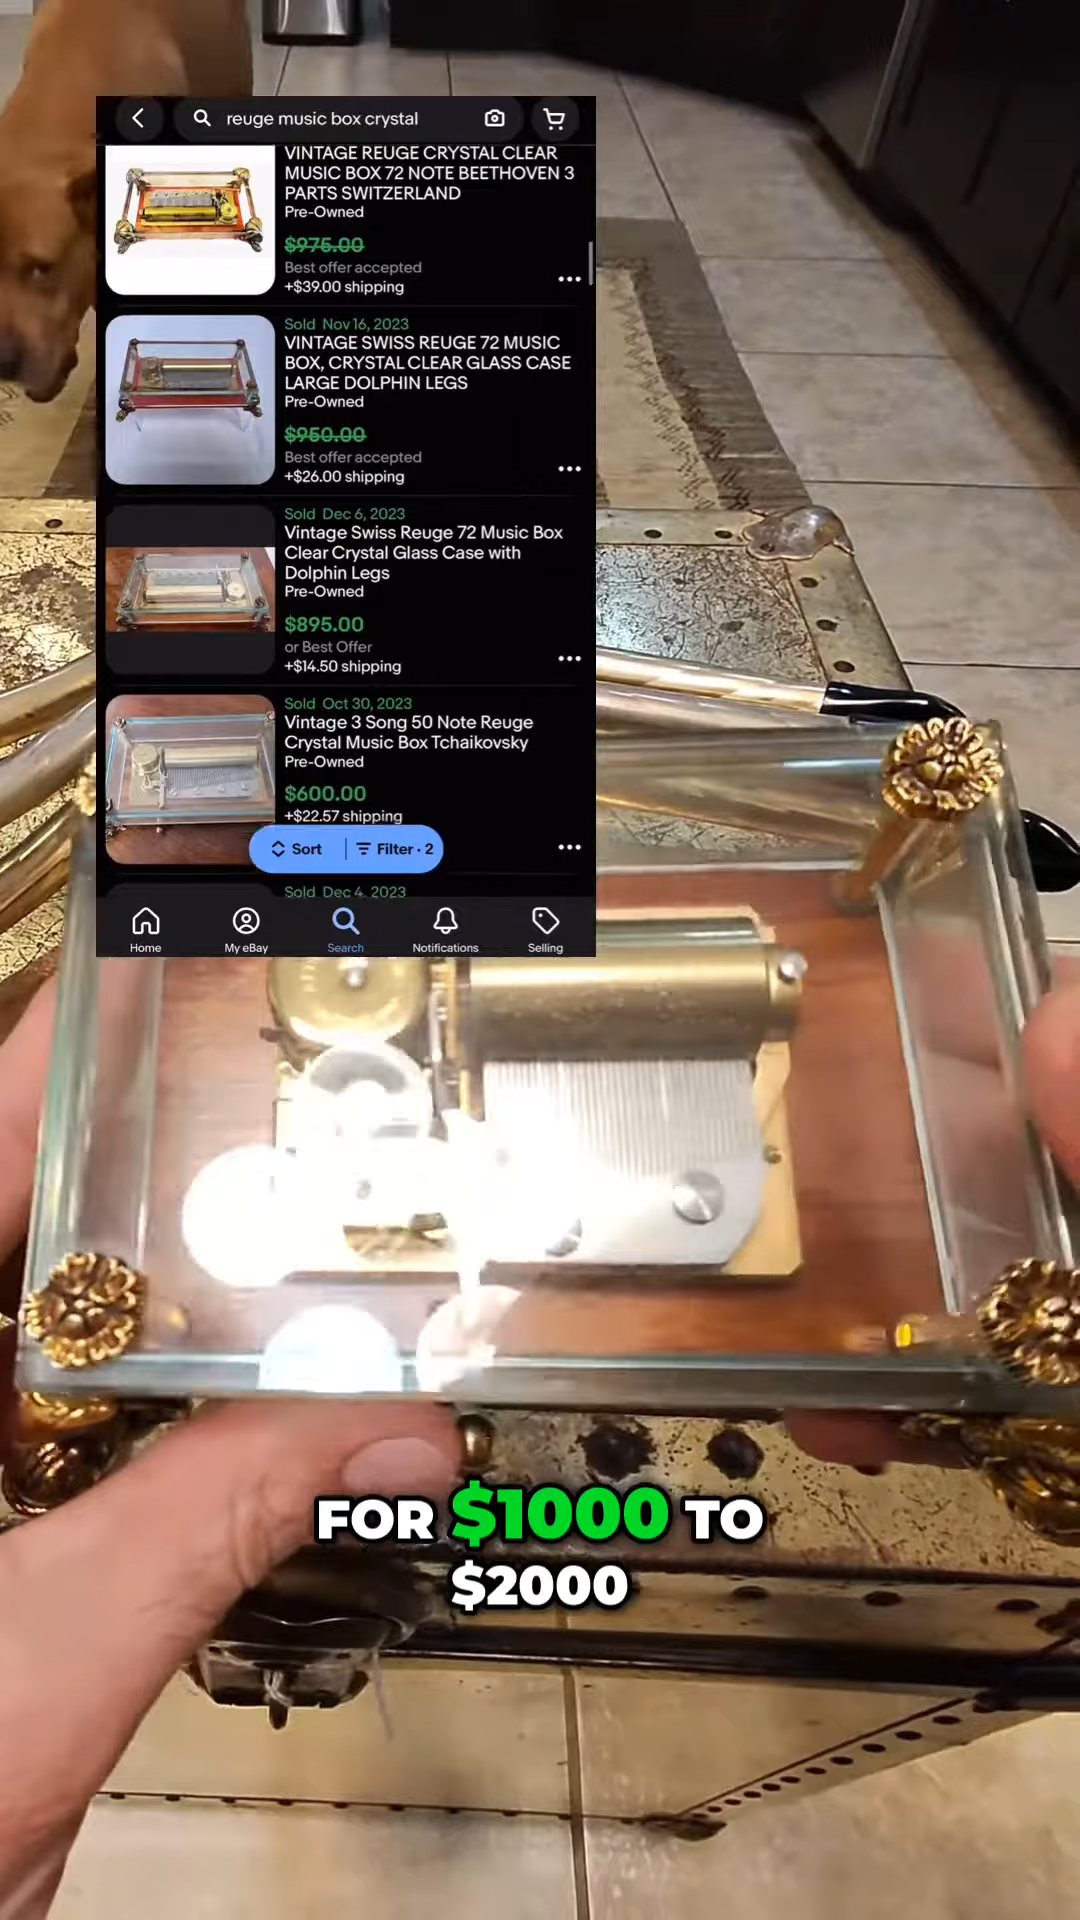 reuge music box crystal
VINTAGE REUGE CRYSTAL CLEAR
MUSIC BOX 72 NOTE BEETHOVEN 3
PARTS SWITZERLAND
Pre-Owned
$975.00
Best offer accepted
+$39.00 shipping
Sold Nov 16, 2023
VINTAGE SWISS REUGE 72 MUSIC
BOX, CRYSTAL CLEAR GLASS CASE
LARGE DOLPHIN LEGS
Pre-Owned
$950.00
Best offer accepted
+$26.00 shipping
Sold Dec 6, 2023
Vintage Swiss Reuge 72 Music Box
Clear Crystal Glass Case with
Dolphin Legs
Pre-Owned
$895.00
or Best Offer
+$14.50 shipping
Sold Oct 30, 2023
Vintage 3 Song 50 Note Reuge
Crystal Music Box Tchaikovsky
Pre-Owned
$600.00
+$22.57 shipping
Sort
Filter · 2
Sold Dec 4, 2023
Home
My eBay
Search
Notifications
Selling
FOR $1000 TO
$2000